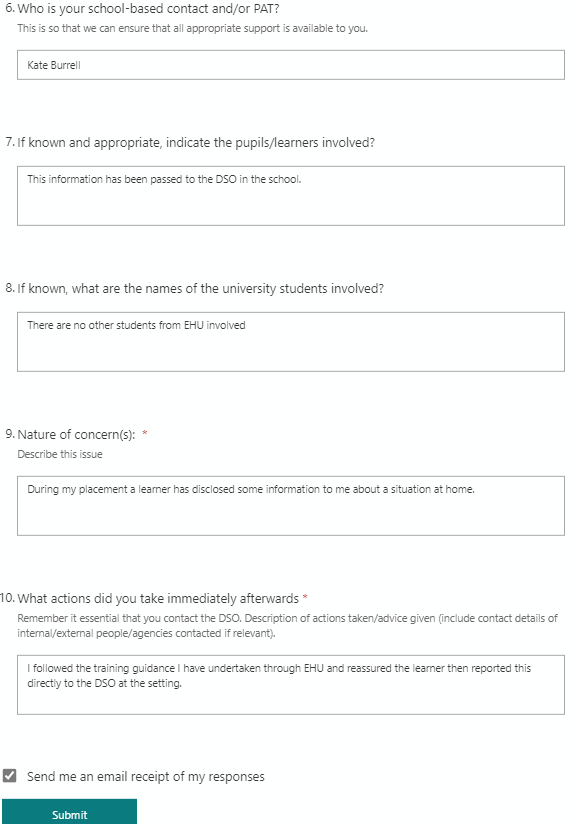 6. Who is your school-based contact and/or PAT?
This is so that we can ensure that all appropriate support is available to you.
Kate Burrell
7. If known and appropriate, indicate the pupils/learners involved?
This information has been passed to the DSO in the school.
8. If known, what are the names of the university students involved?
There are no other students from EHU involved
9. Nature of concern(s): *
Describe this issue
During my placement a learner has disclosed some information to me about a situation at home.
10. What actions did you take immediately afterwards *
Remember it essential that you contact the DSO. Description of actions taken/advice given (include contact details of
internal/external people/agencies contacted if relevant).
I followed the training guidance I have undertaken through EHU and reassured the learner then reported this
directly to the DSO at the setting.
Send me an email receipt of my responses
Submit